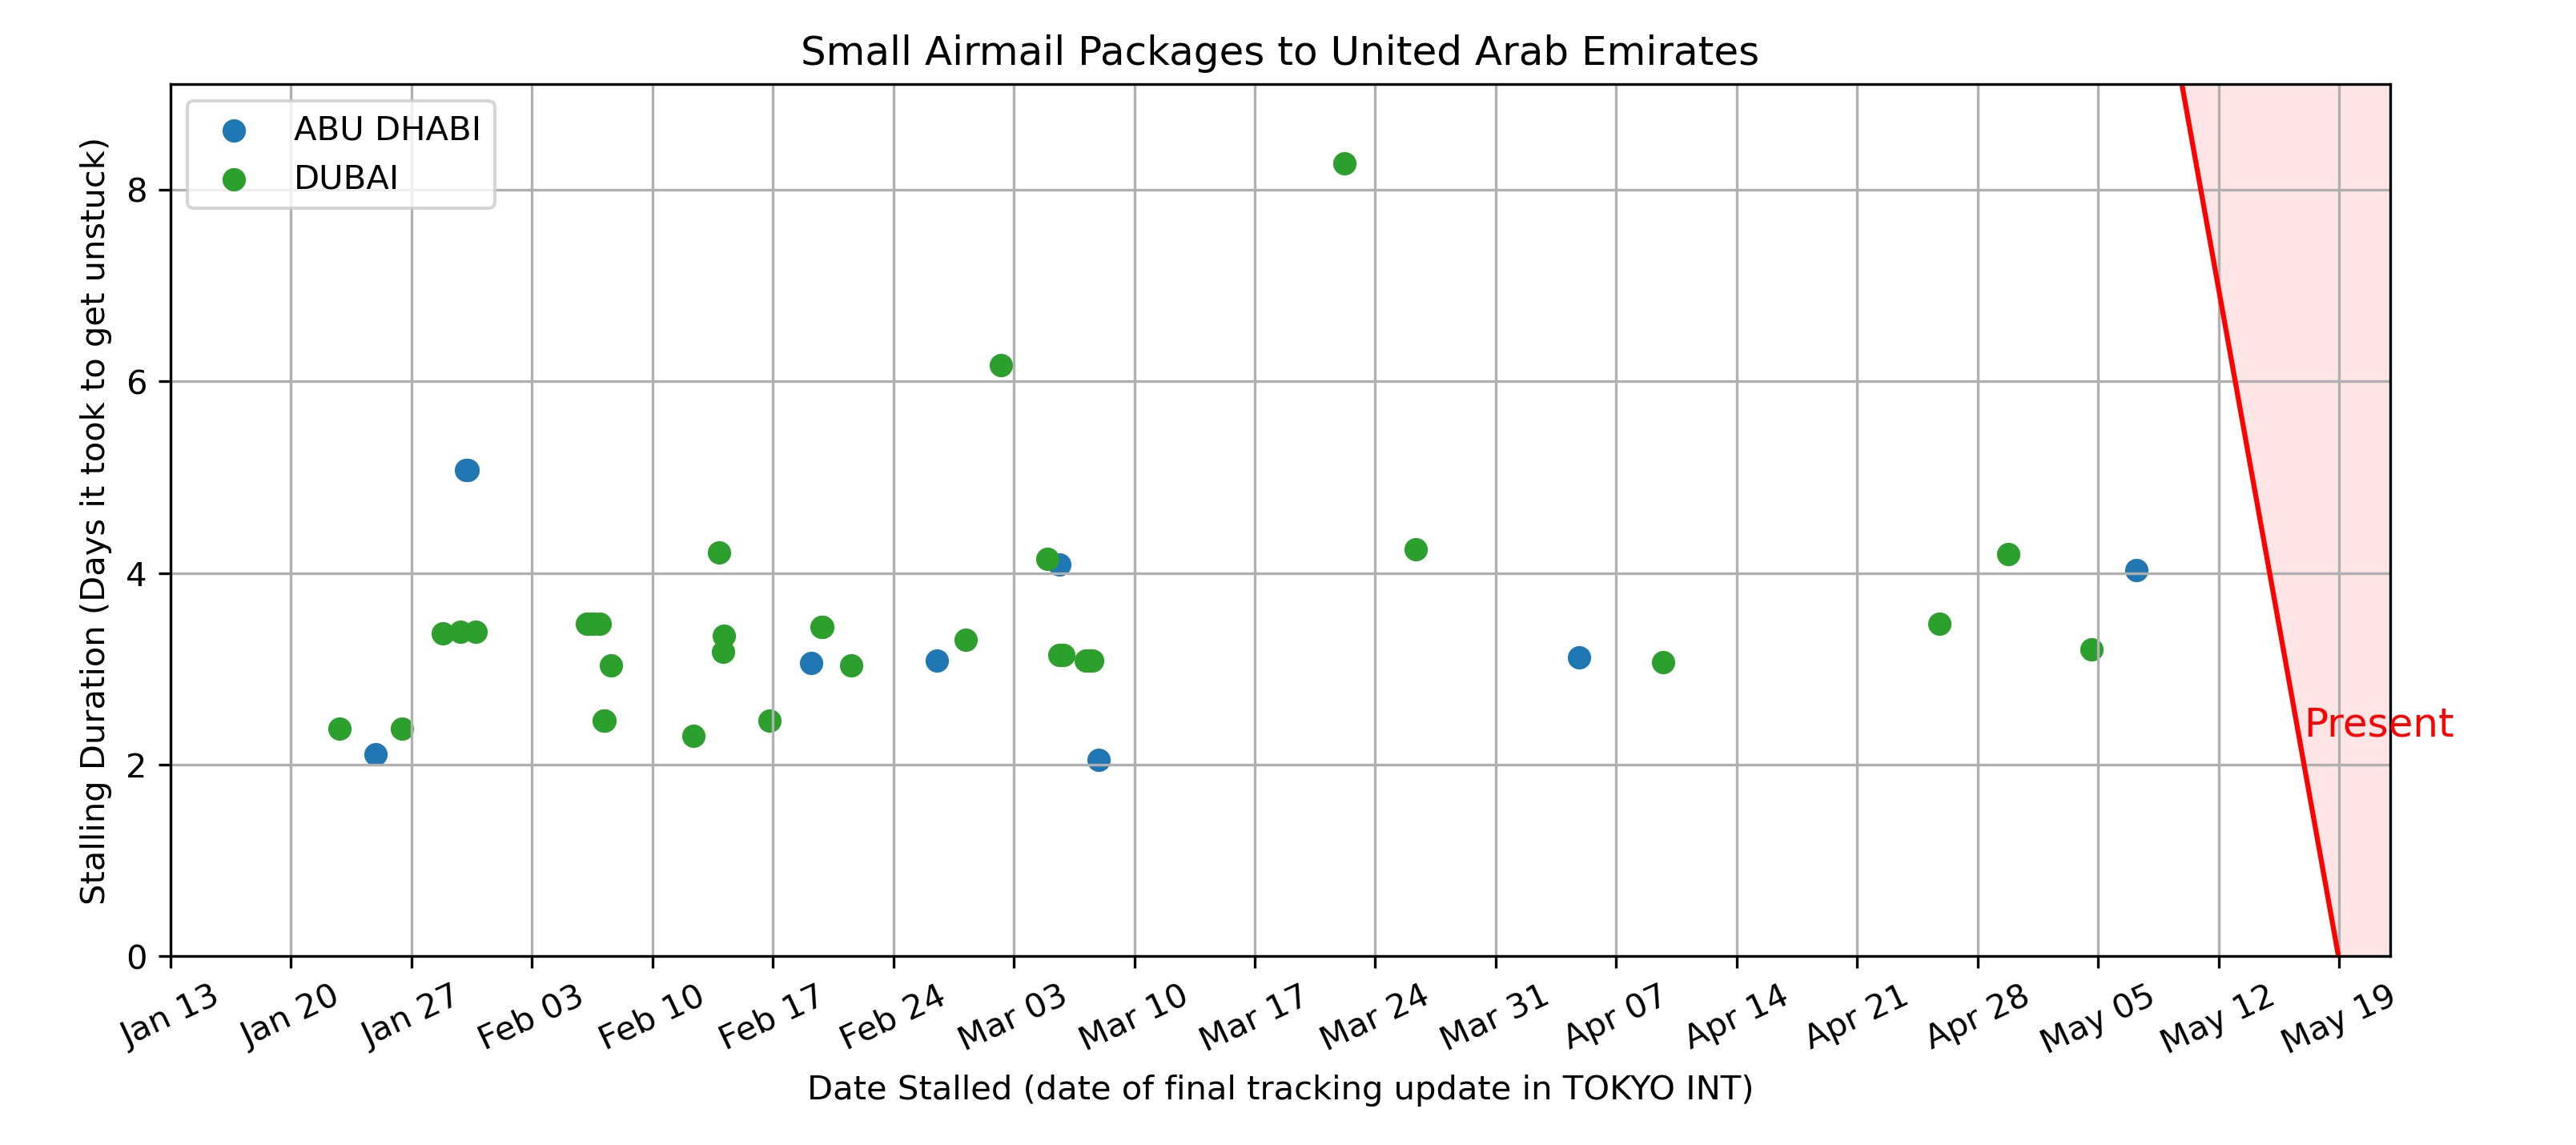 Small Airmail Packages to United Arab Emirates
ABU DHABI
DUBAI
Stalling Duration (Days it took to get unstuck)
8
6
4
2
0
Present
Jan 13
Jan 20
Jan 27
Feb 03
Feb 10
Feb 17
Feb 24
Mar 03
Mar 10
Mar 17
Mar 24
Mar 31
Apr 07
Apr 14
Apr 21
Apr 28
May 05
May 12
May 19
Date Stalled (date of final tracking update in TOKYO INT)